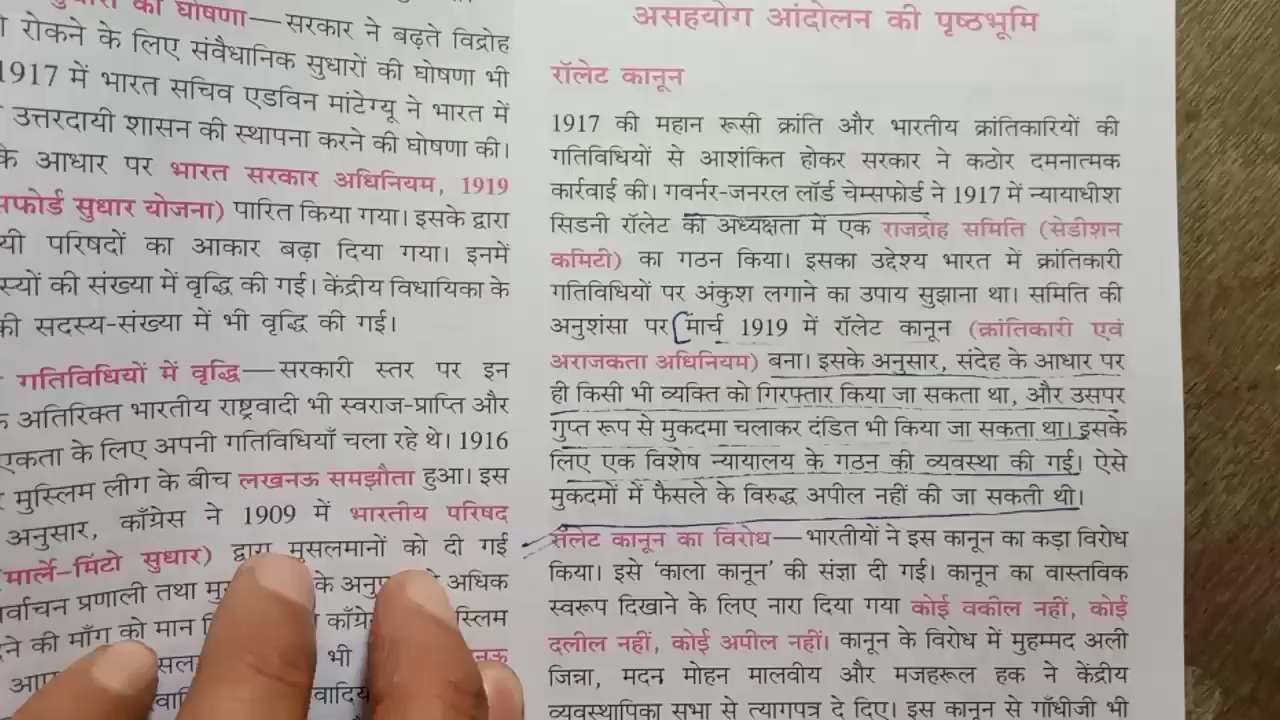 की घोषणा—सरकार ने बढ़ते विद्रोह
रोकने के लिए संवैधानिक सुधारों की घोषणा भी
1917 में भारत सचिव एडविन मांटेग्यू ने भारत में
उत्तरदायी शासन की स्थापना करने की घोषणा की।
के आधार पर भारत सरकार अधिनियम, 1919
सफोर्ड सुधार योजना) पारित किया गया। इसके द्वारा
यी परिषदों का आकार बढ़ा दिया गया। इनमें
स्यों की संख्या में वृद्धि की गई। केंद्रीय विधायिका के
की सदस्य-संख्या में भी वृद्धि की गई।
गतिविधियों में वृद्धि—सरकारी स्तर पर इन
अतिरिक्त भारतीय राष्ट्रवादी भी स्वराज-प्राप्ति और
एकता के लिए अपनी गतिविधियाँ चला रहे थे। 1916
मुस्लिम लीग के बीच लखनऊ समझौता हुआ। इस
अनुसार, काँग्रेस ने 1909 में भारतीय परिषद
मार्ले-मिंटो सुधार) द्वारा मुसलमानों को दी गई
र्वाचन प्रणाली तथा के अधिक
की माँग को मान काँग्रे स्लिम
भी
असहयोग आंदोलन की पृष्ठभूमि
रॉलेट कानून
1917 की महान रूसी क्रांति और भारतीय क्रांतिकारियों की
गतिविधियों से आशंकित होकर सरकार ने कठोर दमनात्मक
कार्रवाई की। गवर्नर-जनरल लॉर्ड चेम्सफोर्ड ने 1917 में न्यायाधीश
सिडनी रॉलेट की अध्यक्षता में एक राजद्रोह समिति (सेडीशन
कमिटी) का गठन किया। इसका उद्देश्य भारत में क्रांतिकारी
गतिविधियों पर अंकुश लगाने का उपाय सुझाना था। समिति की
अनुशंसा पर मार्च 1919 में रॉलेट कानून (क्रांतिकारी एवं
अराजकता अधिनियम) बना। इसके अनुसार, संदेह के आधार पर
ही किसी भी व्यक्ति को गिरफ्तार किया जा सकता था, और उसपर
गुप्त रूप से मुकदमा चलाकर दंडित भी किया जा सकता था। इसके
लिए एक विशेष न्यायालय के गठन की व्यवस्था की गई। ऐसे
मुकदमों में फैसले के विरुद्ध अपील नहीं की जा सकती थी।
रॉलेट कानून का विरोध—भारतीयों ने इस कानून का कड़ा विरोध
किया। इसे ‘काला कानून’ की संज्ञा दी गई। कानून का वास्तविक
स्वरूप दिखाने के लिए नारा दिया गया कोई वकील नहीं, कोई
दलील नहीं, कोई अपील नहीं। कानून के विरोध में मुहम्मद अली
जिन्ना, मदन मोहन मालवीय और मजहरूल हक ने केंद्रीय
व्यवस्थापिका सभा से त्यागपत्र दे दिए। इस कानून से गाँधीजी भी